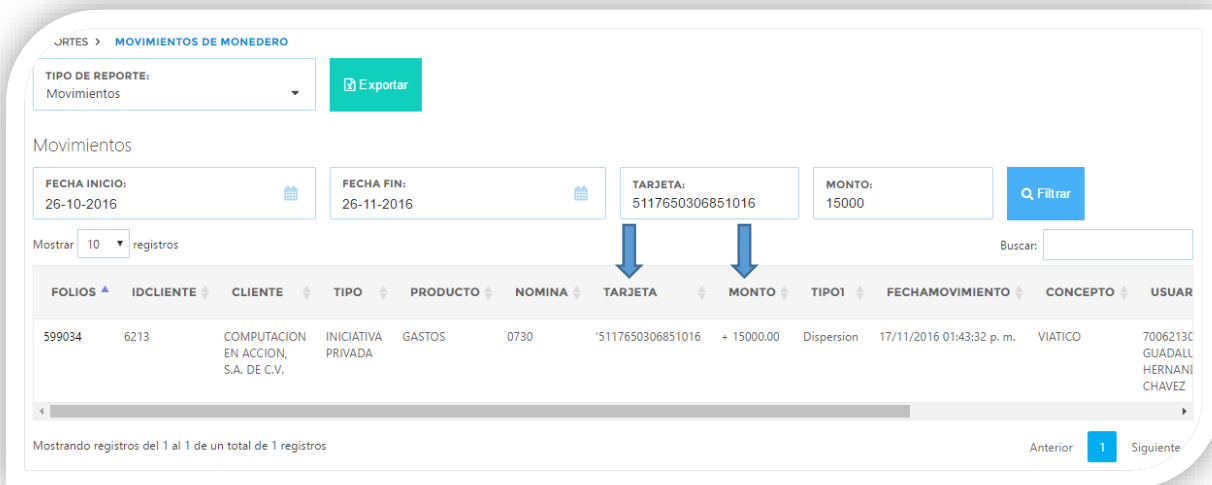 MOVIMIENTOS DE MONEDERO
TIPO DE REPORTE:
Movimientos
Exportar
Movimientos
FECHA INICIO:
26-10-2016
FECHA FIN:
26-11-2016
TARJETA:
5117650306851016
MONTO:
15000
Filtrar
Mostrar 10 registros
Buscar:
FOLIOS IDCLIENTE CLIENTE TIPO PRODUCTO NOMINA TARJETA MONTO TIPO1 FECHAMOVIMIENTO CONCEPTO USUAR
599034 6213 COMPUTACION INICIATIVA GASTOS 0730 '5117650306851016 + 15000.00 Dispersion 17/11/2016 01:43:32 p. m. VIATICO 70062130
EN ACCION, PRIVADA GUADALU
S.A. DE C.V. HERNAND
CHAVEZ
Mostrando registros del 1 al 1 de un total de 1 registros
Anterior 1 Siguiente